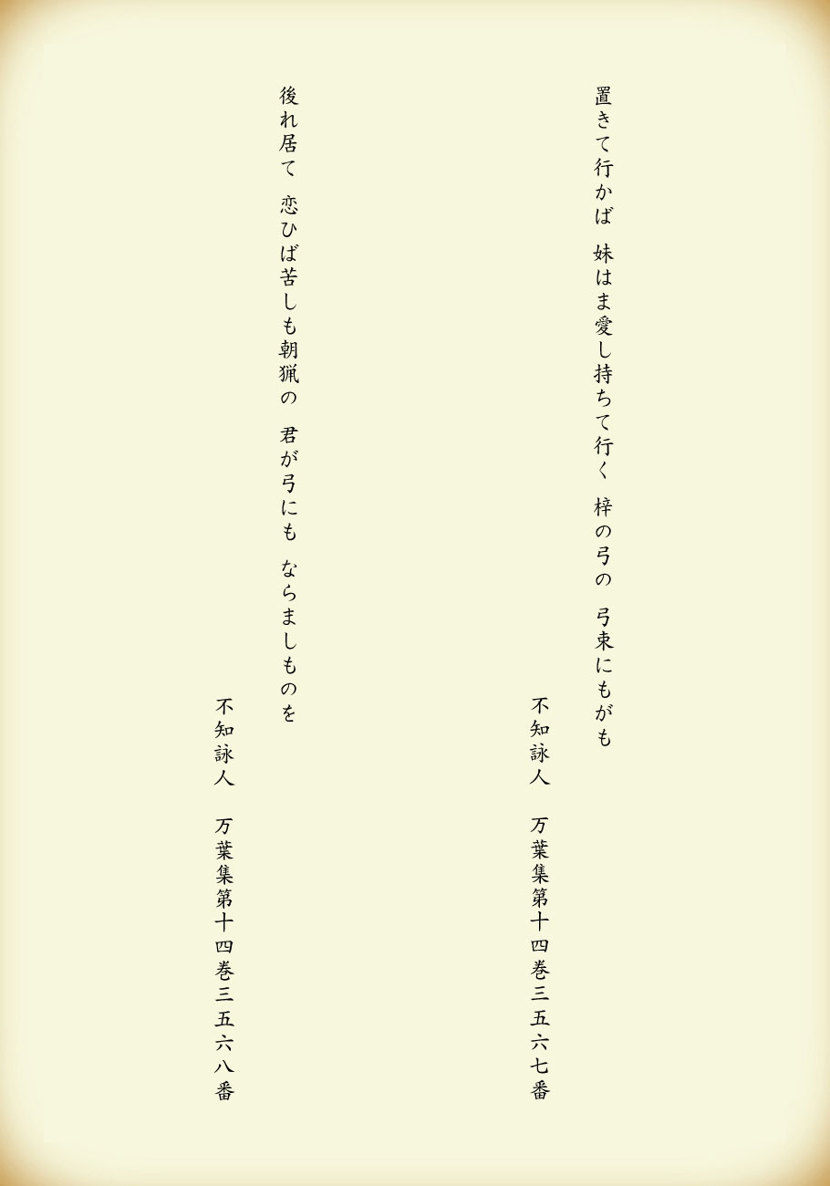 置きて行かば 妹はま愛し持ちて行く 梓の弓の 弓束にもがも
不知詠人 万葉集第十四巻三五六七番
後れ居て 恋ひば苦しも朝猟の 君が弓にも ならましものを
不知詠人 万葉集第十四巻三五六八番